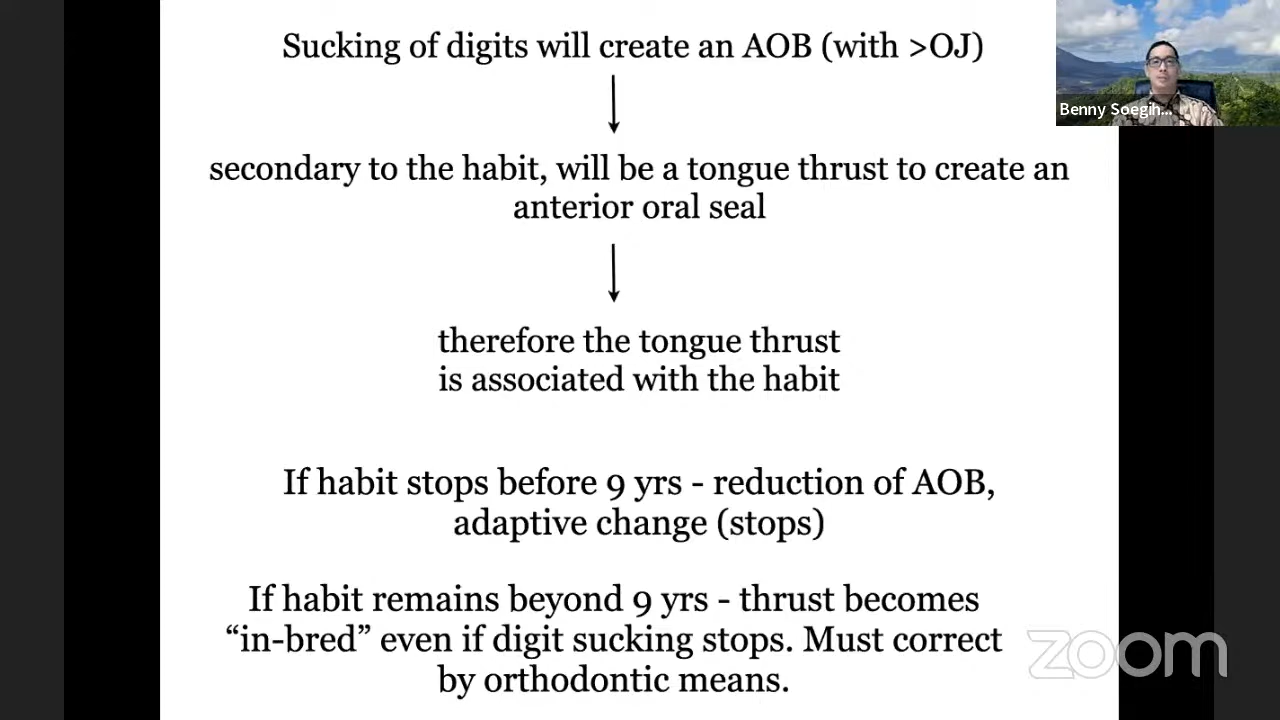 Sucking of digits will create an AOB (with >OJ)
secondary to the habit, will be a tongue thrust to create an
anterior oral seal
therefore the tongue thrust
is associated with the habit
If habit stops before 9 yrs - reduction of AOB,
adaptive change (stops)
If habit remains beyond 9 yrs - thrust becomes
“in-bred” even if digit sucking stops. Must correct
by orthodontic means.
Benny Soegih...
zoom